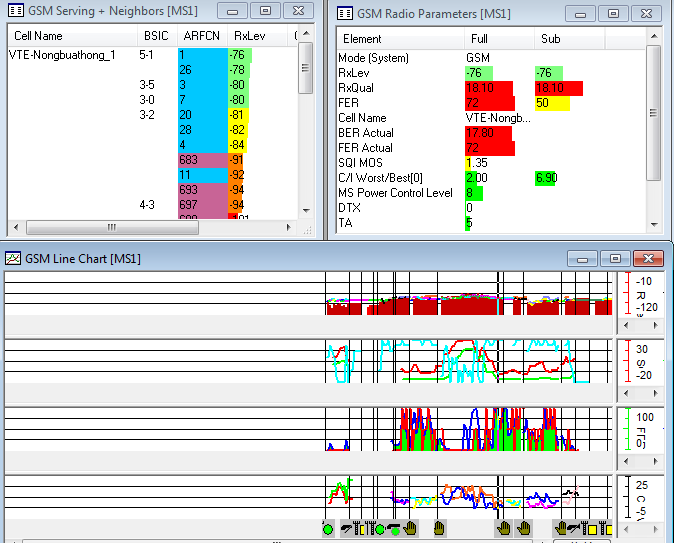 GSM Serving + Neighbors [MS1]
Cell Name BSIC ARFCN RxLev
VTE-Nongbuathong_1 5-1 1 -76
26 -78
3-5 3 -80
3-0 7 -80
3-2 20 -81
28 -82
4 -84
683 -91
11 -92
693 -94
4-3 697 -94
GSM Radio Parameters [MS1]
Element Full Sub
Mode (System) GSM
RxLev -76 -76
RxQual 18.10 18.10
FER 72 50
Cell Name VTE-Nongb...
BER Actual 17.80
FER Actual 72
SQI MOS 1.35
C/I Worst/Best[0] 2.00 6.90
MS Power Control Level 8
DTX 0
TA 5
GSM Line Chart [MS1]
-10
-120
30
-20
100
0
25
-5